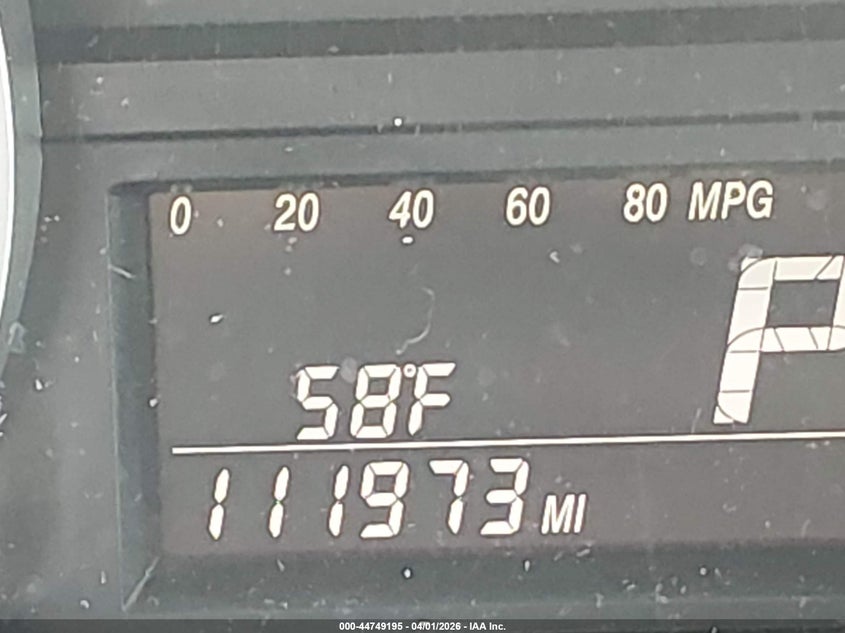 0 20 40 60 80 MPG
P
58°F
111973 MI
000-44749195 - 04/01/2026 - IAA Inc.